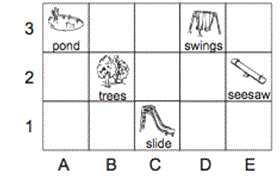 3
pond swings
2
trees seesaw
1
slide
A B C D E